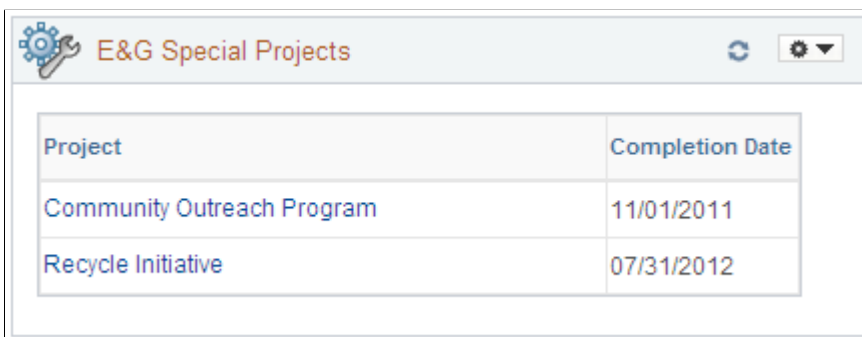 E&G Special Projects
Project Completion Date
Community Outreach Program 11/01/2011
Recycle Initiative 07/31/2012